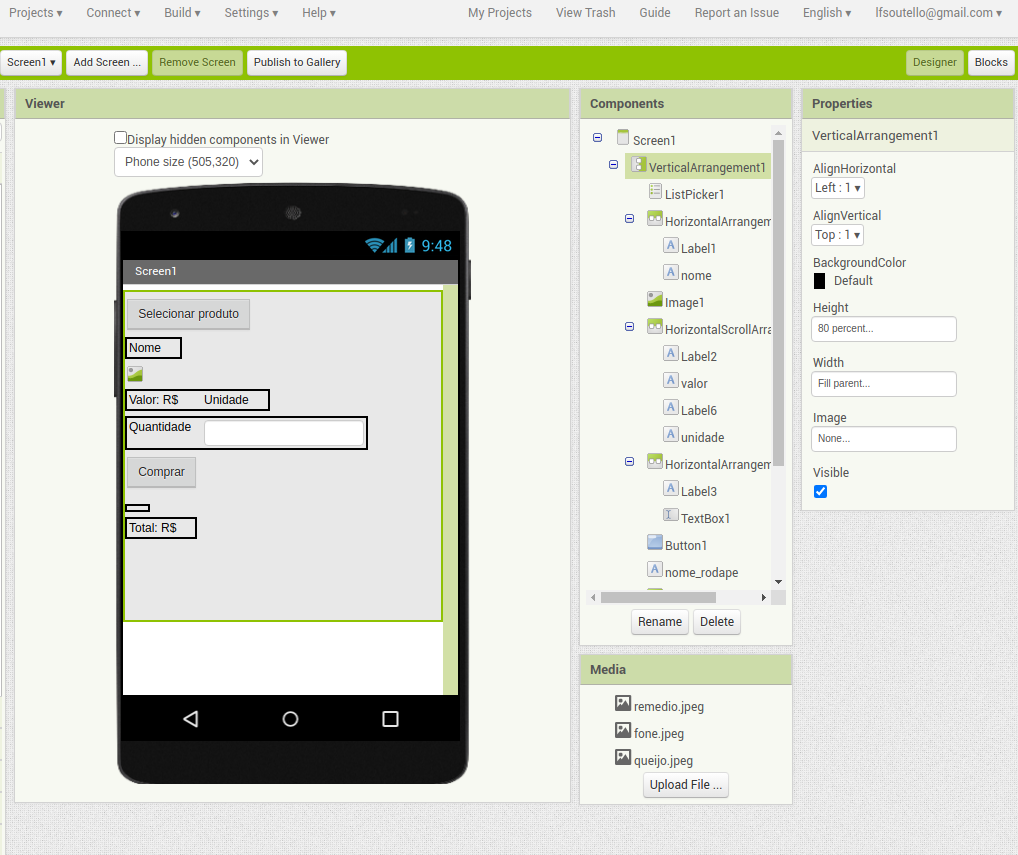 Projects ▾ Connect ▾ Build ▾ Settings ▾ Help ▾ My Projects View Trash Guide Report an Issue English ▾ lfsoutello@gmail.com ▾
Screen1 ▾ Add Screen ... Remove Screen Publish to Gallery Designer Blocks
Viewer
Display hidden components in Viewer
Phone size (505,320)
9:48
Screen1
Selecionar produto
Nome
Valor: R$ Unidade
Quantidade
Comprar
Total: R$
Components
Screen1
VerticalArrangement1
ListPicker1
HorizontalArrangem
Label1
nome
Image1
HorizontalScrollArra
Label2
valor
Label6
unidade
HorizontalArrangem
Label3
TextBox1
Button1
nome_rodape
Rename Delete
Media
remedio.jpeg
fone.jpeg
queijo.jpeg
Upload File ...
Properties
VerticalArrangement1
AlignHorizontal
Left : 1 ▾
AlignVertical
Top : 1 ▾
BackgroundColor
Default
Height
80 percent...
Width
Fill parent...
Image
None...
Visible